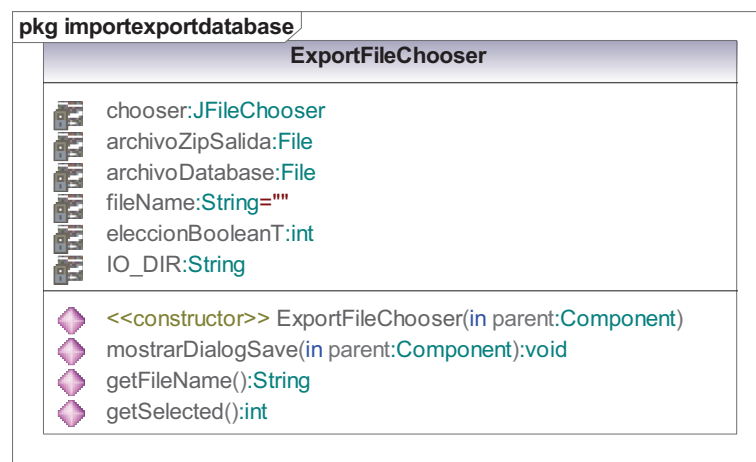 pkg importexportdatabase
ExportFileChooser
chooser:JFileChooser
archivoZipSalida:File
archivoDatabase:File
fileName:String=""
eleccionBooleanT:int
IO_DIR:String
<<constructor>> ExportFileChooser(in parent:Component)
mostrarDialogSave(in parent:Component):void
getFileName():String
getSelected():int